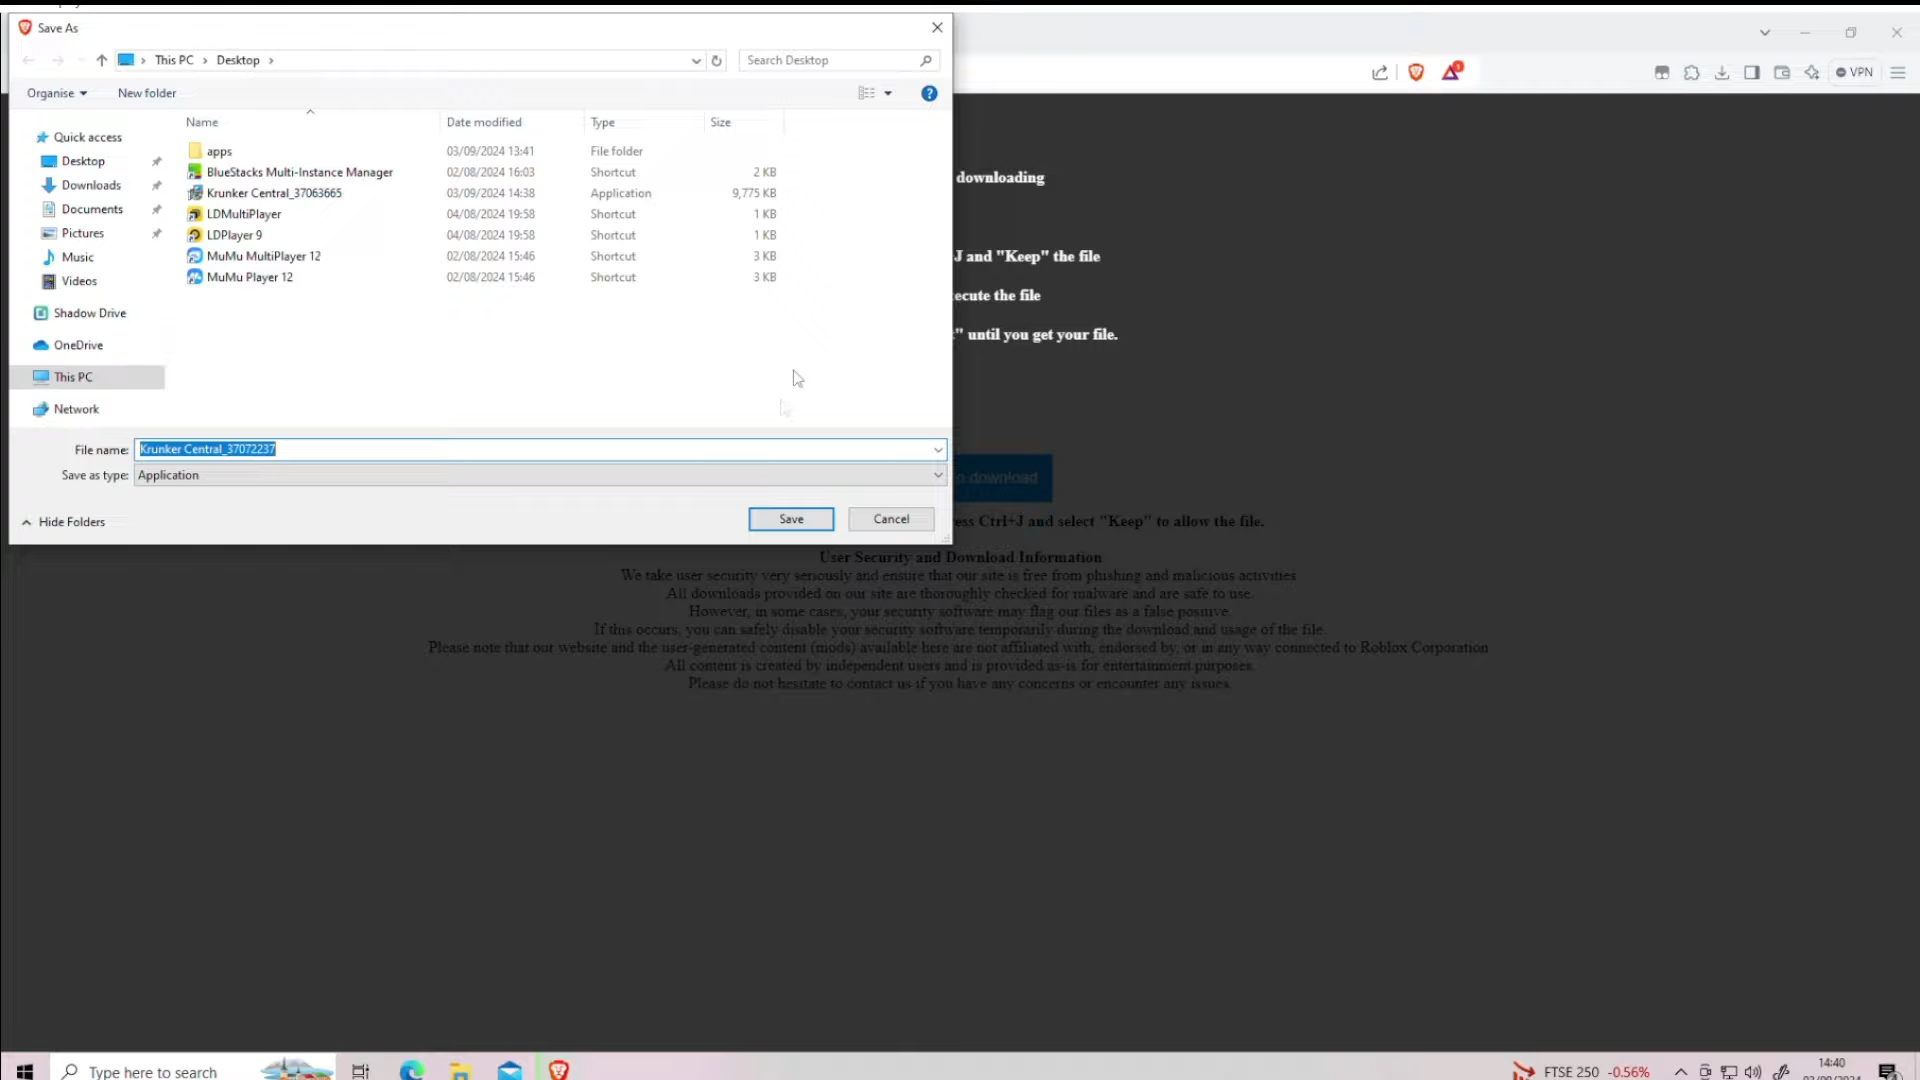 Save As
This PC
Desktop
Search Desktop
Organise
New folder
VPN
Name
Date modified
Type
Size
Quick access
Desktop
Downloads
Documents
Pictures
Music
Videos
Shadow Drive
OneDrive
This PC
Network
apps 03/09/2024 13:41 File folder
BlueStacks Multi-Instance Manager 02/08/2024 16:03 Shortcut 2 KB
Krunker Central_37063665 03/09/2024 14:38 Application 9,775 KB
LDMultiPlayer 04/08/2024 19:58 Shortcut 1 KB
LDPlayer 9 04/08/2024 19:58 Shortcut 1 KB
MuMu MultiPlayer 12 02/08/2024 15:46 Shortcut 3 KB
MuMu Player 12 02/08/2024 15:46 Shortcut 3 KB
File name: Krunker Central_37072237
Save as type: Application
Hide Folders
Save
Cancel
downloading
J and "Keep" the file
ecute the file
" until you get your file.
download
ess Ctrl+J and select "Keep" to allow the file.
User Security and Download Information
We take user security very seriously and ensure that our site is free from phishing and malicious activities
All downloads provided on our site are thoroughly checked for malware and are safe to use.
However, in some cases, your security software may flag our files as a false positive.
If this occurs, you can safely disable your security software temporarily during the download and usage of the file.
Please note that our website and the user-generated content (mods) available here are not affiliated with, endorsed by, or in any way connected to Roblox Corporation
All content is created by independent users and is provided as-is for entertainment purposes.
Please do not hesitate to contact us if you have any concerns or encounter any issues.
Type here to search
FTSE 250 -0.56%
14:40